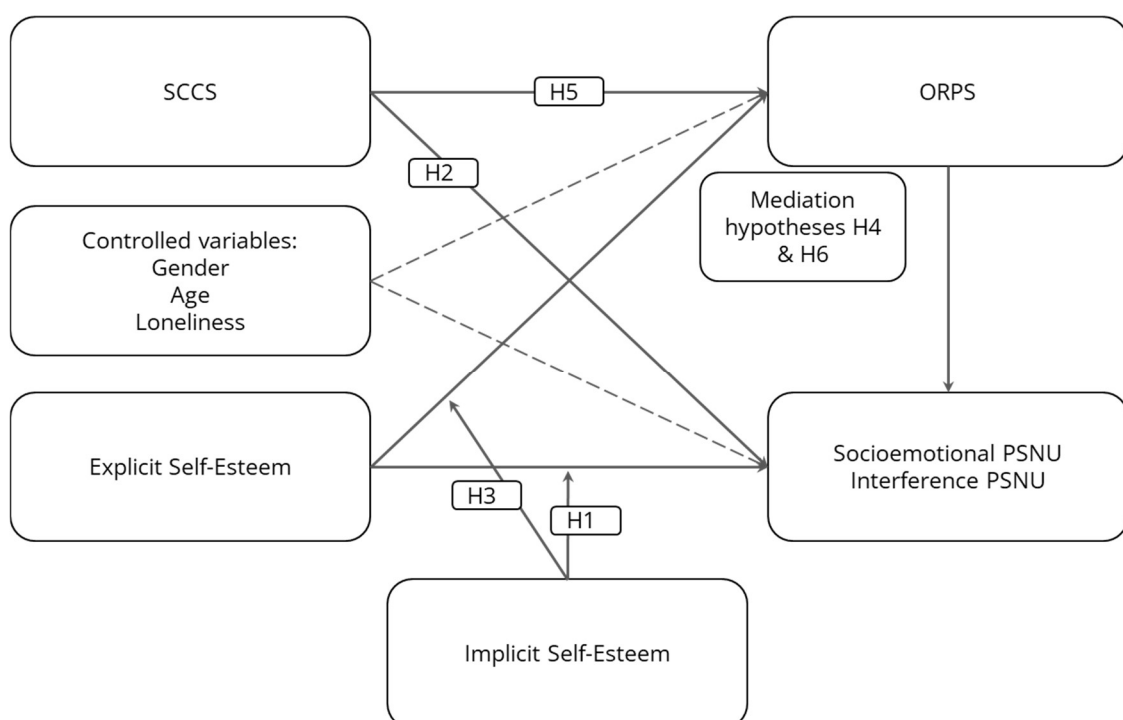 SCCS
H5
ORPS
H2
Mediation
hypotheses H4
& H6
Controlled variables:
Gender
Age
Loneliness
Explicit Self-Esteem
Socioemotional PSNU
Interference PSNU
H3
H1
Implicit Self-Esteem